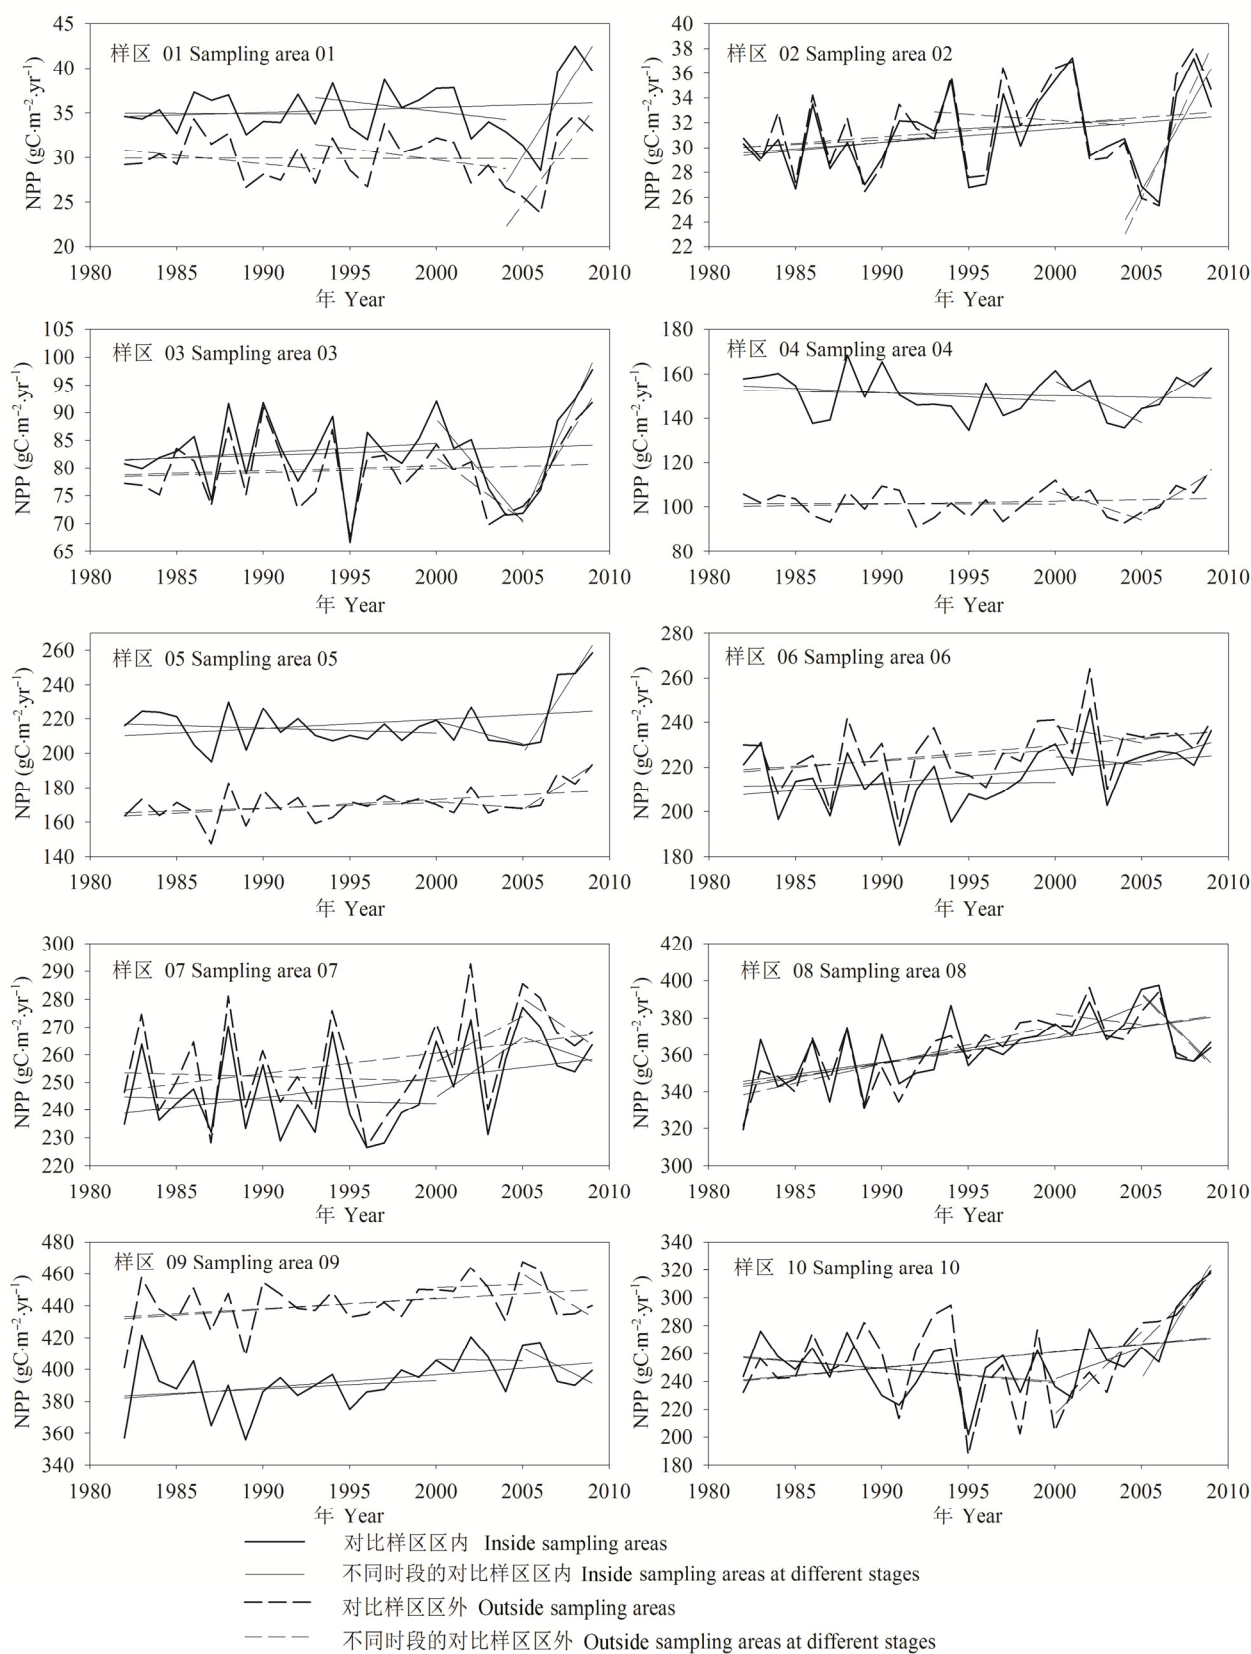 样区 01 Sampling area 01
NPP (gC·m⁻²·yr⁻¹)
45
40
35
30
25
20
1980 1985 1990 1995 2000 2005 2010
年 Year
样区 02 Sampling area 02
NPP (gC·m⁻²·yr⁻¹)
40
38
36
34
32
30
28
26
24
22
1980 1985 1990 1995 2000 2005 2010
年 Year
样区 03 Sampling area 03
NPP (gC·m⁻²·yr⁻¹)
105
100
95
90
85
80
75
70
65
1980 1985 1990 1995 2000 2005 2010
年 Year
样区 04 Sampling area 04
NPP (gC·m⁻²·yr⁻¹)
180
160
140
120
100
80
1980 1985 1990 1995 2000 2005 2010
年 Year
样区 05 Sampling area 05
NPP (gC·m⁻²·yr⁻¹)
260
240
220
200
180
160
140
1980 1985 1990 1995 2000 2005 2010
年 Year
样区 06 Sampling area 06
NPP (gC·m⁻²·yr⁻¹)
280
260
240
220
200
180
1980 1985 1990 1995 2000 2005 2010
年 Year
样区 07 Sampling area 07
NPP (gC·m⁻²·yr⁻¹)
300
290
280
270
260
250
240
230
220
1980 1985 1990 1995 2000 2005 2010
年 Year
样区 08 Sampling area 08
NPP (gC·m⁻²·yr⁻¹)
420
400
380
360
340
320
300
1980 1985 1990 1995 2000 2005 2010
年 Year
样区 09 Sampling area 09
NPP (gC·m⁻²·yr⁻¹)
480
460
440
420
400
380
360
340
1980 1985 1990 1995 2000 2005 2010
年 Year
样区 10 Sampling area 10
NPP (gC·m⁻²·yr⁻¹)
340
320
300
280
260
240
220
200
180
1980 1985 1990 1995 2000 2005 2010
年 Year
对比样区区内 Inside sampling areas
不同时段的对比样区区内 Inside sampling areas at different stages
对比样区区外 Outside sampling areas
不同时段的对比样区区外 Outside sampling areas at different stages